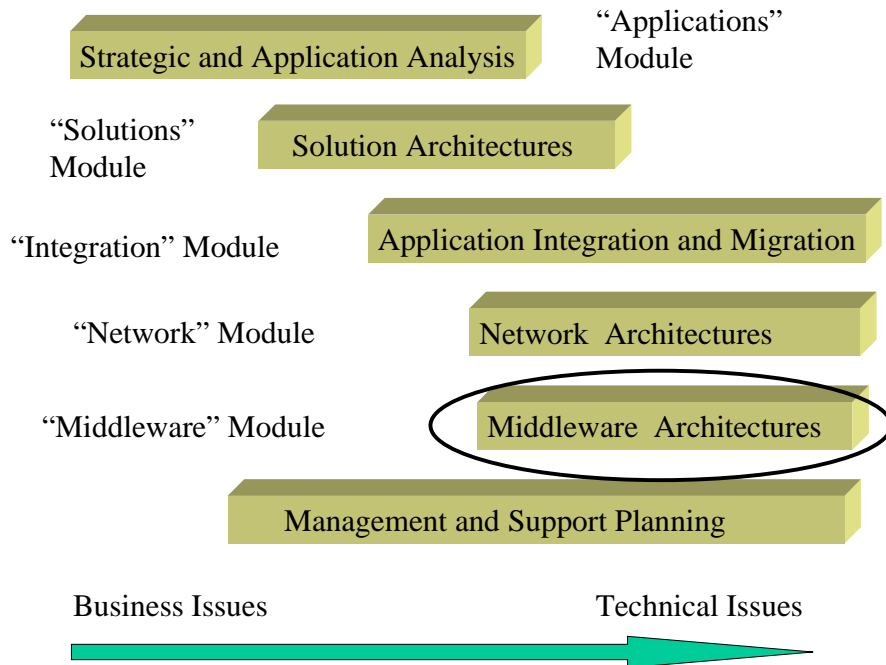 “Applications”
Module
Strategic and Application Analysis
“Solutions”
Module
Solution Architectures
“Integration” Module
Application Integration and Migration
“Network” Module
Network Architectures
“Middleware” Module
Middleware Architectures
Management and Support Planning
Business Issues
Technical Issues